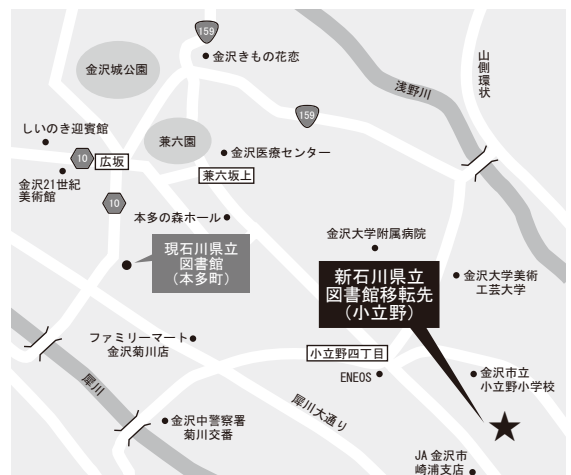 159
金沢きもの花恋
金沢城公園
山側環状
浅野川
159
しいのき迎賓館
兼六園
10
広坂
金沢医療センター
金沢21世紀
美術館
兼六坂上
10
本多の森ホール
金沢大学附属病院
現石川県立
図書館
（本多町）
新石川県立
図書館移転先
（小立野）
金沢大学美術
工芸大学
ファミリーマート
金沢菊川店
小立野四丁目
ENEOS
金沢市立
小立野小学校
犀川
犀川大通り
金沢中警察署
菊川交番
JA 金沢市
崎浦支店